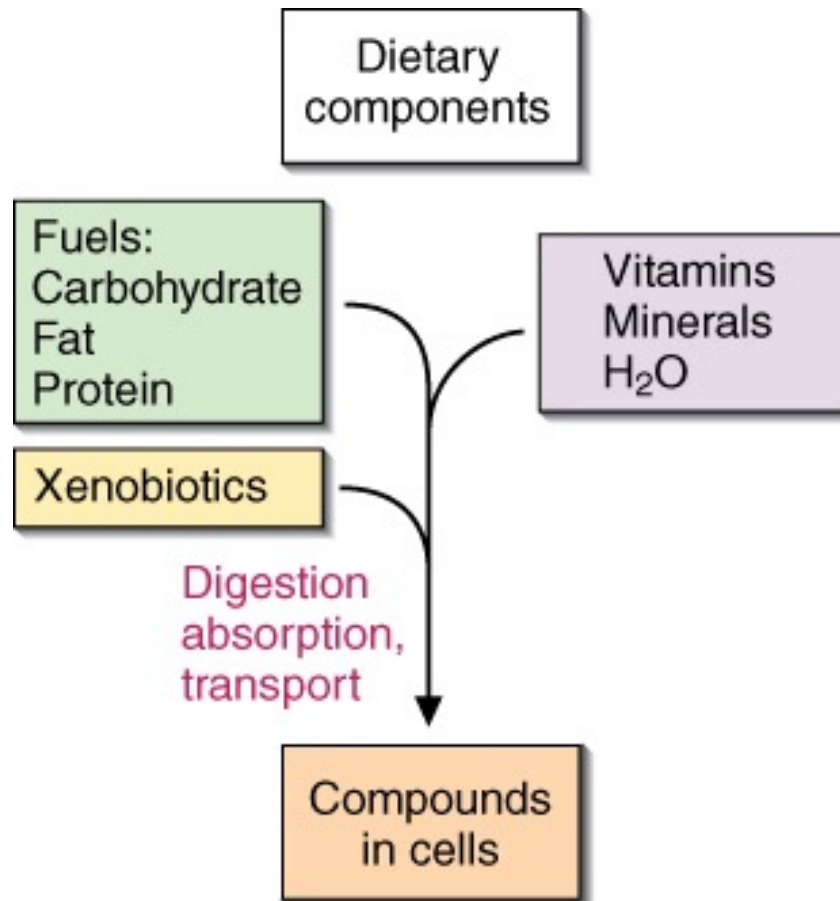 Dietary
components
Fuels:
Carbohydrate
Fat
Protein
Vitamins
Minerals
H₂O
Xenobiotics
Digestion
absorption,
transport
Compounds
in cells